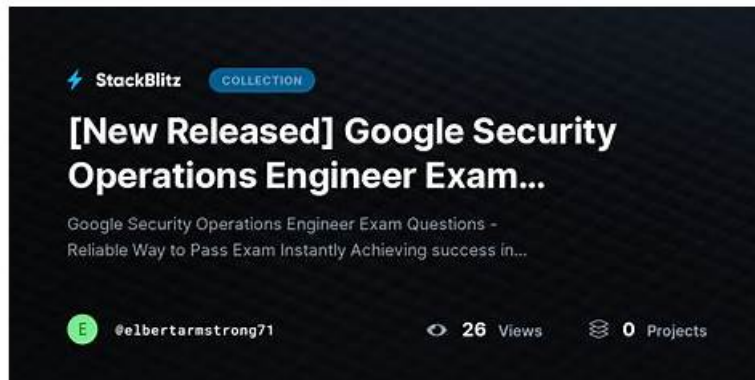 StackBlitz COLLECTION
[New Released] Google Security
Operations Engineer Exam...
Google Security Operations Engineer Exam Questions -
Reliable Way to Pass Exam Instantly Achieving success in...
E @elbertarmstrong71 26 Views 0 Projects